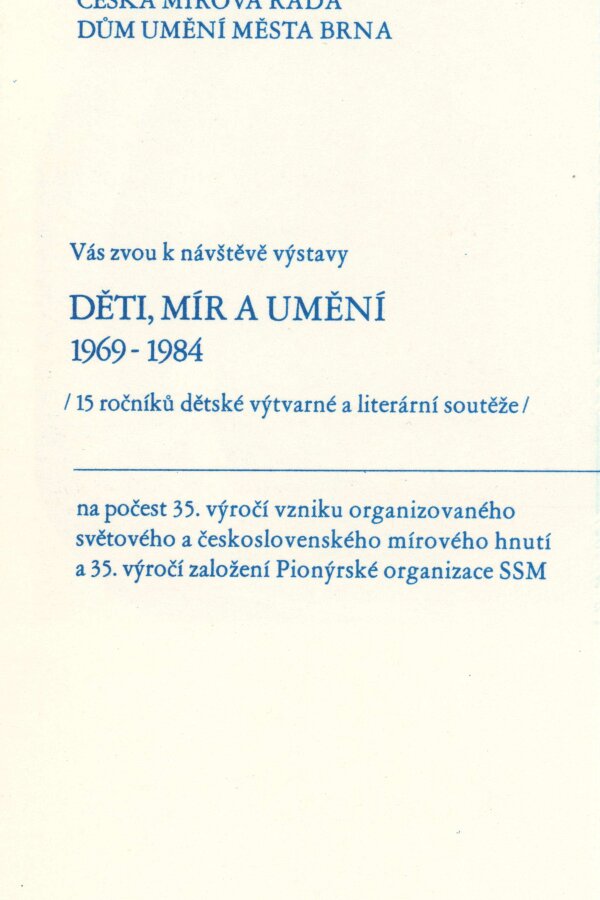 ČESKÁ MÍROVÁ RADA
DŮM UMĚNÍ MĚSTA BRNA
Vás zvou k návštěvě výstavy
DĚTI, MÍR A UMĚNÍ
1969 - 1984
/ 15 ročníků dětské výtvarné a literární soutěže /
na počest 35. výročí vzniku organizovaného
světového a československého mírového hnutí
a 35. výročí založení Pionýrské organizace SSM